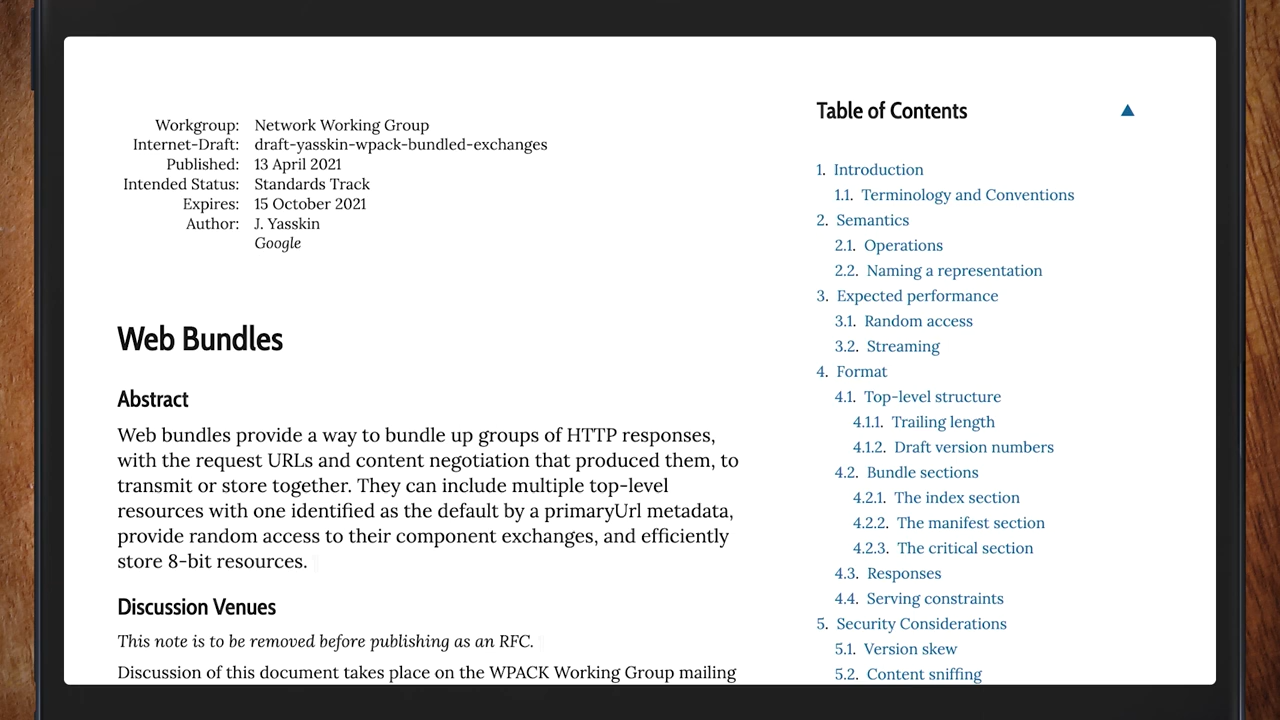 Workgroup: Network Working Group
Internet-Draft: draft-yasskin-wpack-bundled-exchanges
Published: 13 April 2021
Intended Status: Standards Track
Expires: 15 October 2021
Author: J. Yasskin
Google
Web Bundles
Abstract
Web bundles provide a way to bundle up groups of HTTP responses,
with the request URLs and content negotiation that produced them, to
transmit or store together. They can include multiple top-level
resources with one identified as the default by a primaryUrl metadata,
provide random access to their component exchanges, and efficiently
store 8-bit resources.
Discussion Venues
This note is to be removed before publishing as an RFC.
Discussion of this document takes place on the WPACK Working Group mailing
Table of Contents
1. Introduction
1.1. Terminology and Conventions
2. Semantics
2.1. Operations
2.2. Naming a representation
3. Expected performance
3.1. Random access
3.2. Streaming
4. Format
4.1. Top-level structure
4.1.1. Trailing length
4.1.2. Draft version numbers
4.2. Bundle sections
4.2.1. The index section
4.2.2. The manifest section
4.2.3. The critical section
4.3. Responses
4.4. Serving constraints
5. Security Considerations
5.1. Version skew
5.2. Content sniffing